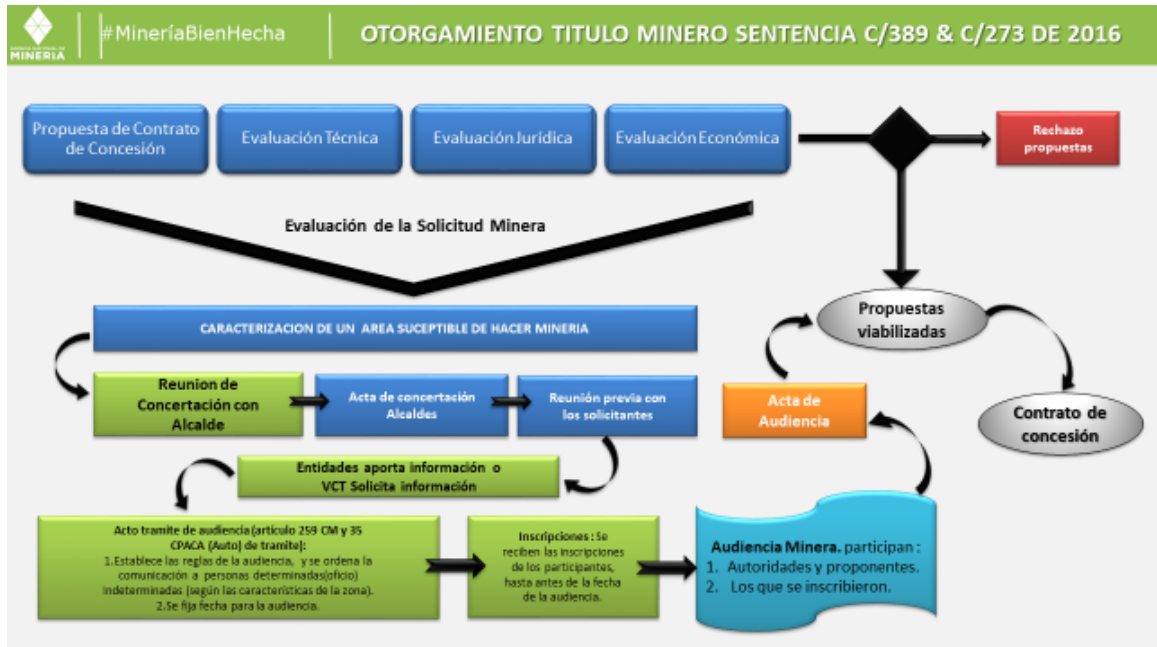 AGENCIA NACIONAL DE
MINERÍA
#MineríaBienHecha
OTORGAMIENTO TITULO MINERO SENTENCIA C/389 & C/273 DE 2016
Propuesta de Contrato
de Concesión
Evaluación Técnica
Evaluación Jurídica
Evaluación Económica
Rechazo
propuestas
Evaluación de la Solicitud Minera
CARACTERIZACION DE UN AREA SUCEPTIBLE DE HACER MINERIA
Propuestas
viabilizadas
Reunion de
Concertación con
Alcalde
Acta de concertación
Alcaldes
Reunión previa con
los solicitantes
Acta de
Audiencia
Contrato de
concesión
Entidades aporta información o
VCT Solicita información
Acto tramite de audiencia (artículo 259 CM y 35
CPACA (Auto) de tramite):
1.Establece las reglas de la audiencia, y se ordena la
comunicación a personas determinadas(oficio)
Indeterminadas (según las características de la zona).
2.Se fija fecha para la audiencia.
Inscripciones : Se
reciben las inscripciones
de los participantes,
hasta antes de la fecha
de la audiencia.
Audiencia Minera. participan :
1. Autoridades y proponentes.
2. Los que se inscribieron.